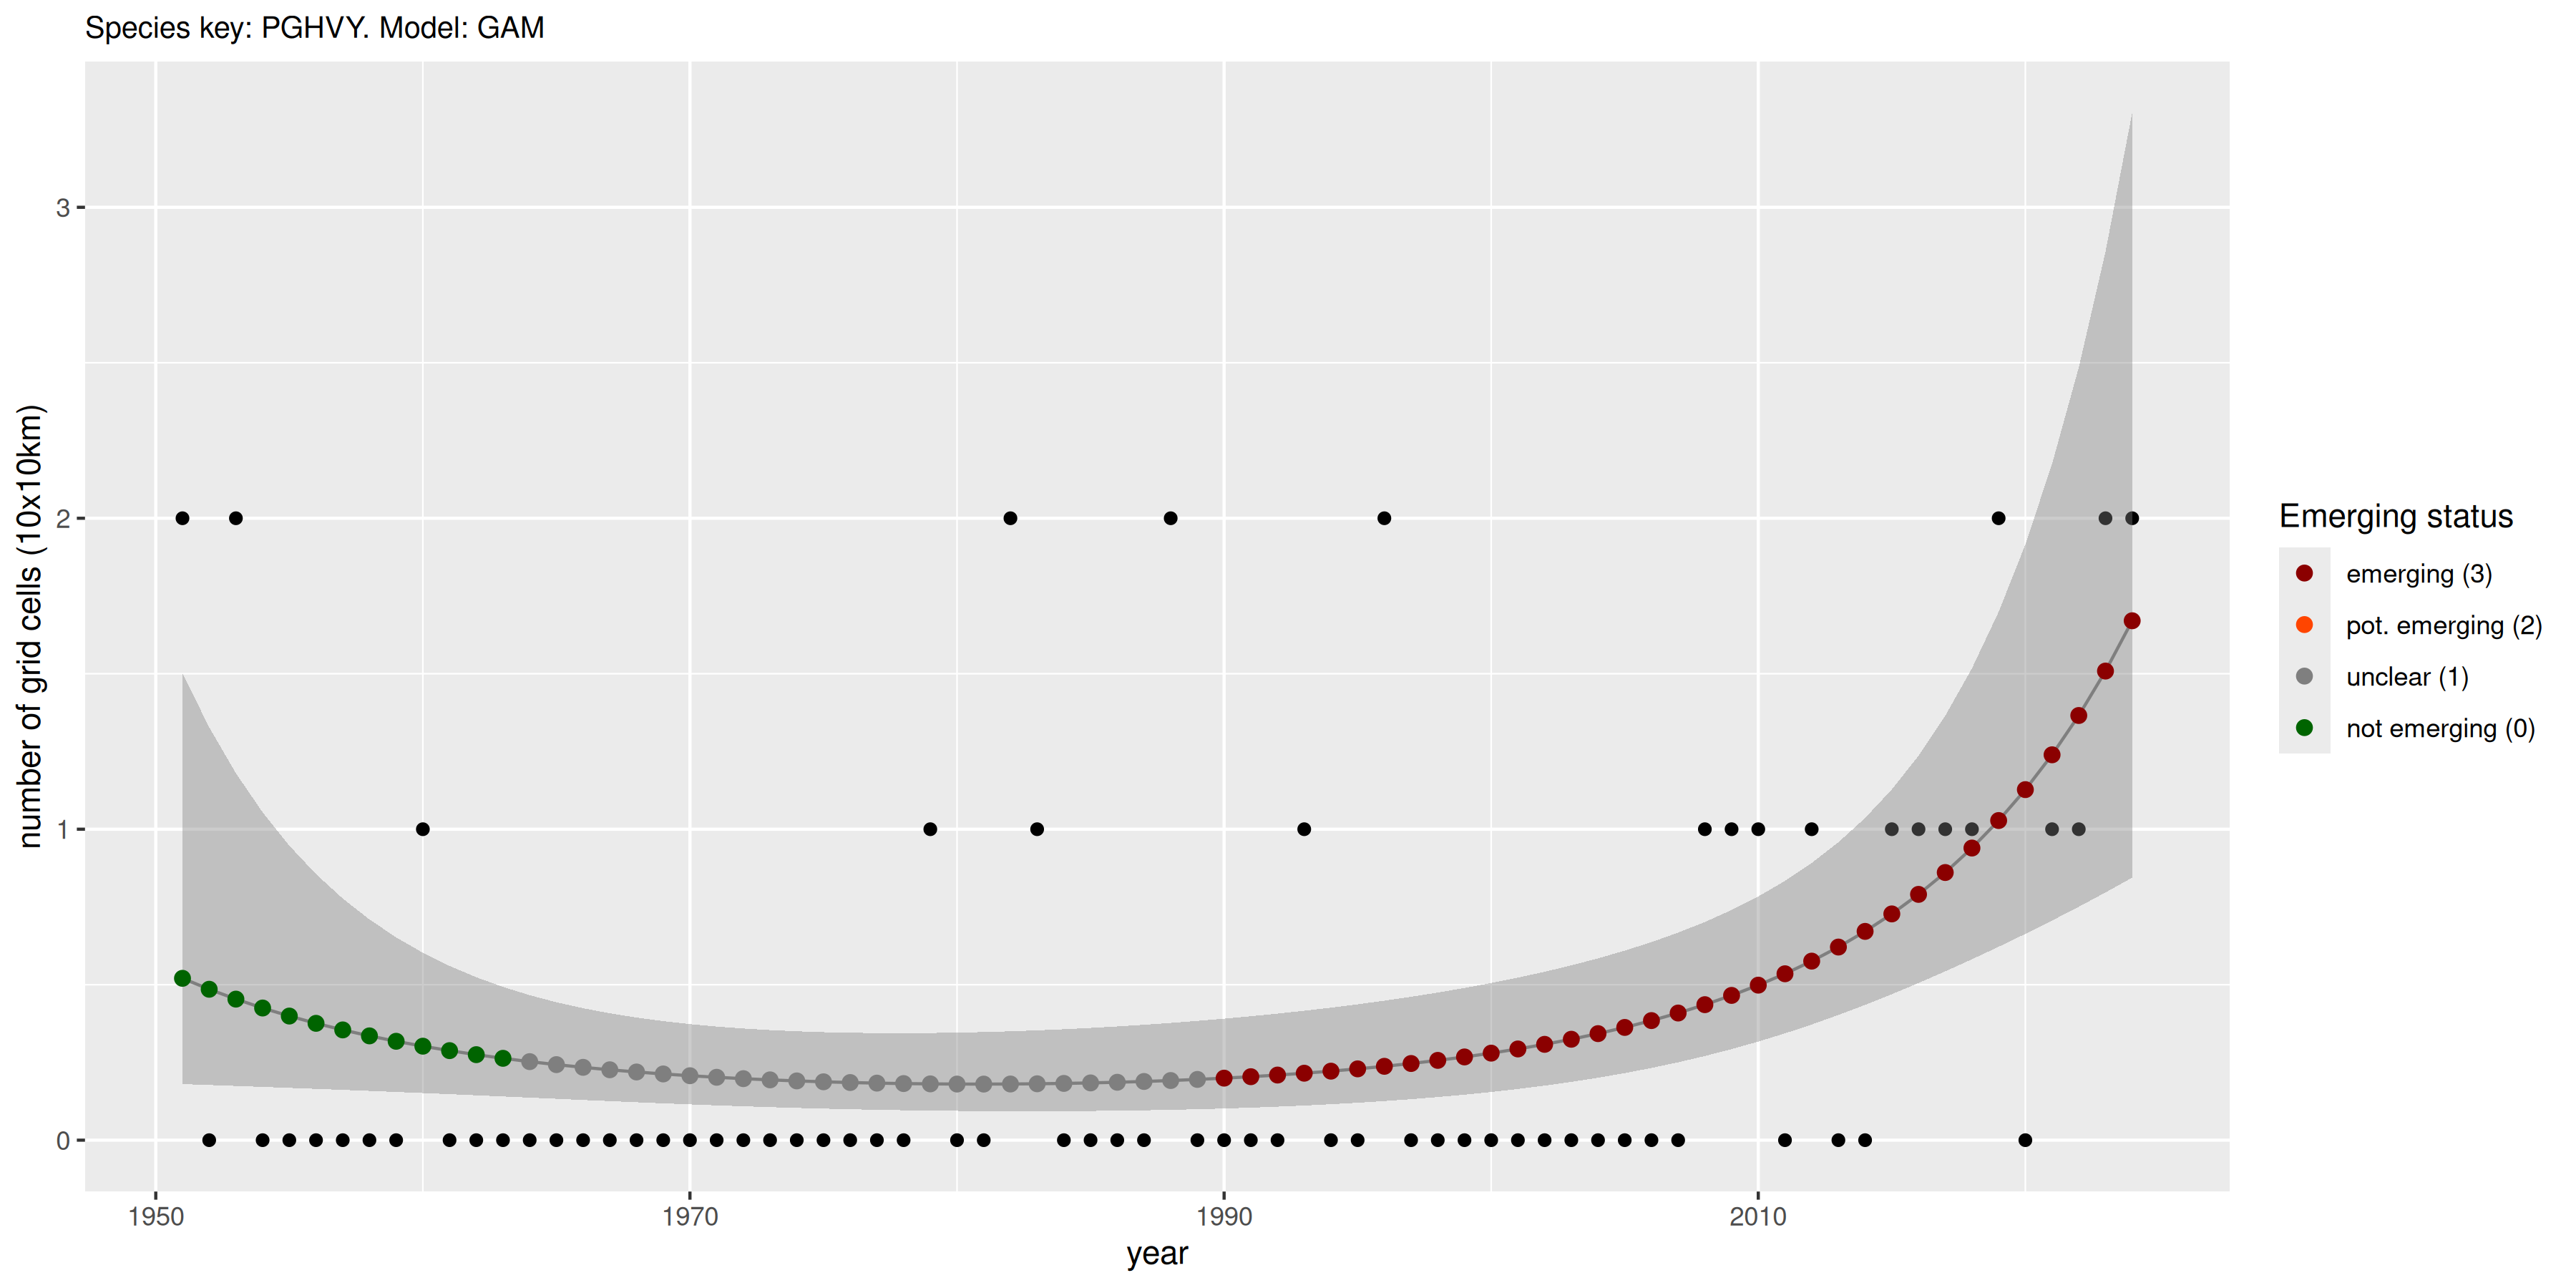 Species key: PGHVY. Model: GAM
number of grid cells (10x10km)
3
2
1
0
1950
1970
1990
2010
year
Emerging status
emerging (3)
pot. emerging (2)
unclear (1)
not emerging (0)